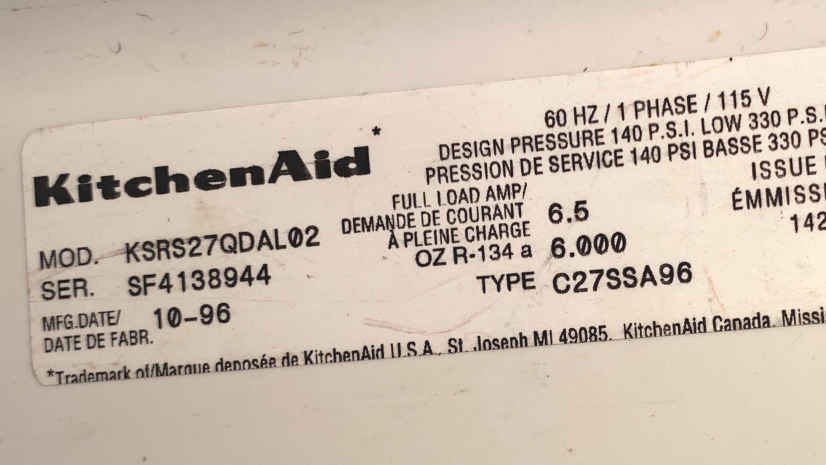 KitchenAid*
60 HZ / 1 PHASE / 115 V
DESIGN PRESSURE 140 P.S.I. LOW 330 P.S.
PRESSION DE SERVICE 140 PSI BASSE 330 PS
ISSUE
ÉMMISSI
142
FULL LOAD AMP/
DEMANDE DE COURANT 6.5
À PLEINE CHARGE
OZ R-134 a 6.000
TYPE C27SSA96
MOD. KSRS27QDAL02
SER. SF4138944
MFG.DATE/ 10-96
DATE DE FABR.
*Trademark of/Marque deposée de KitchenAid U.S.A., St. Joseph MI 49085. KitchenAid Canada. Missi